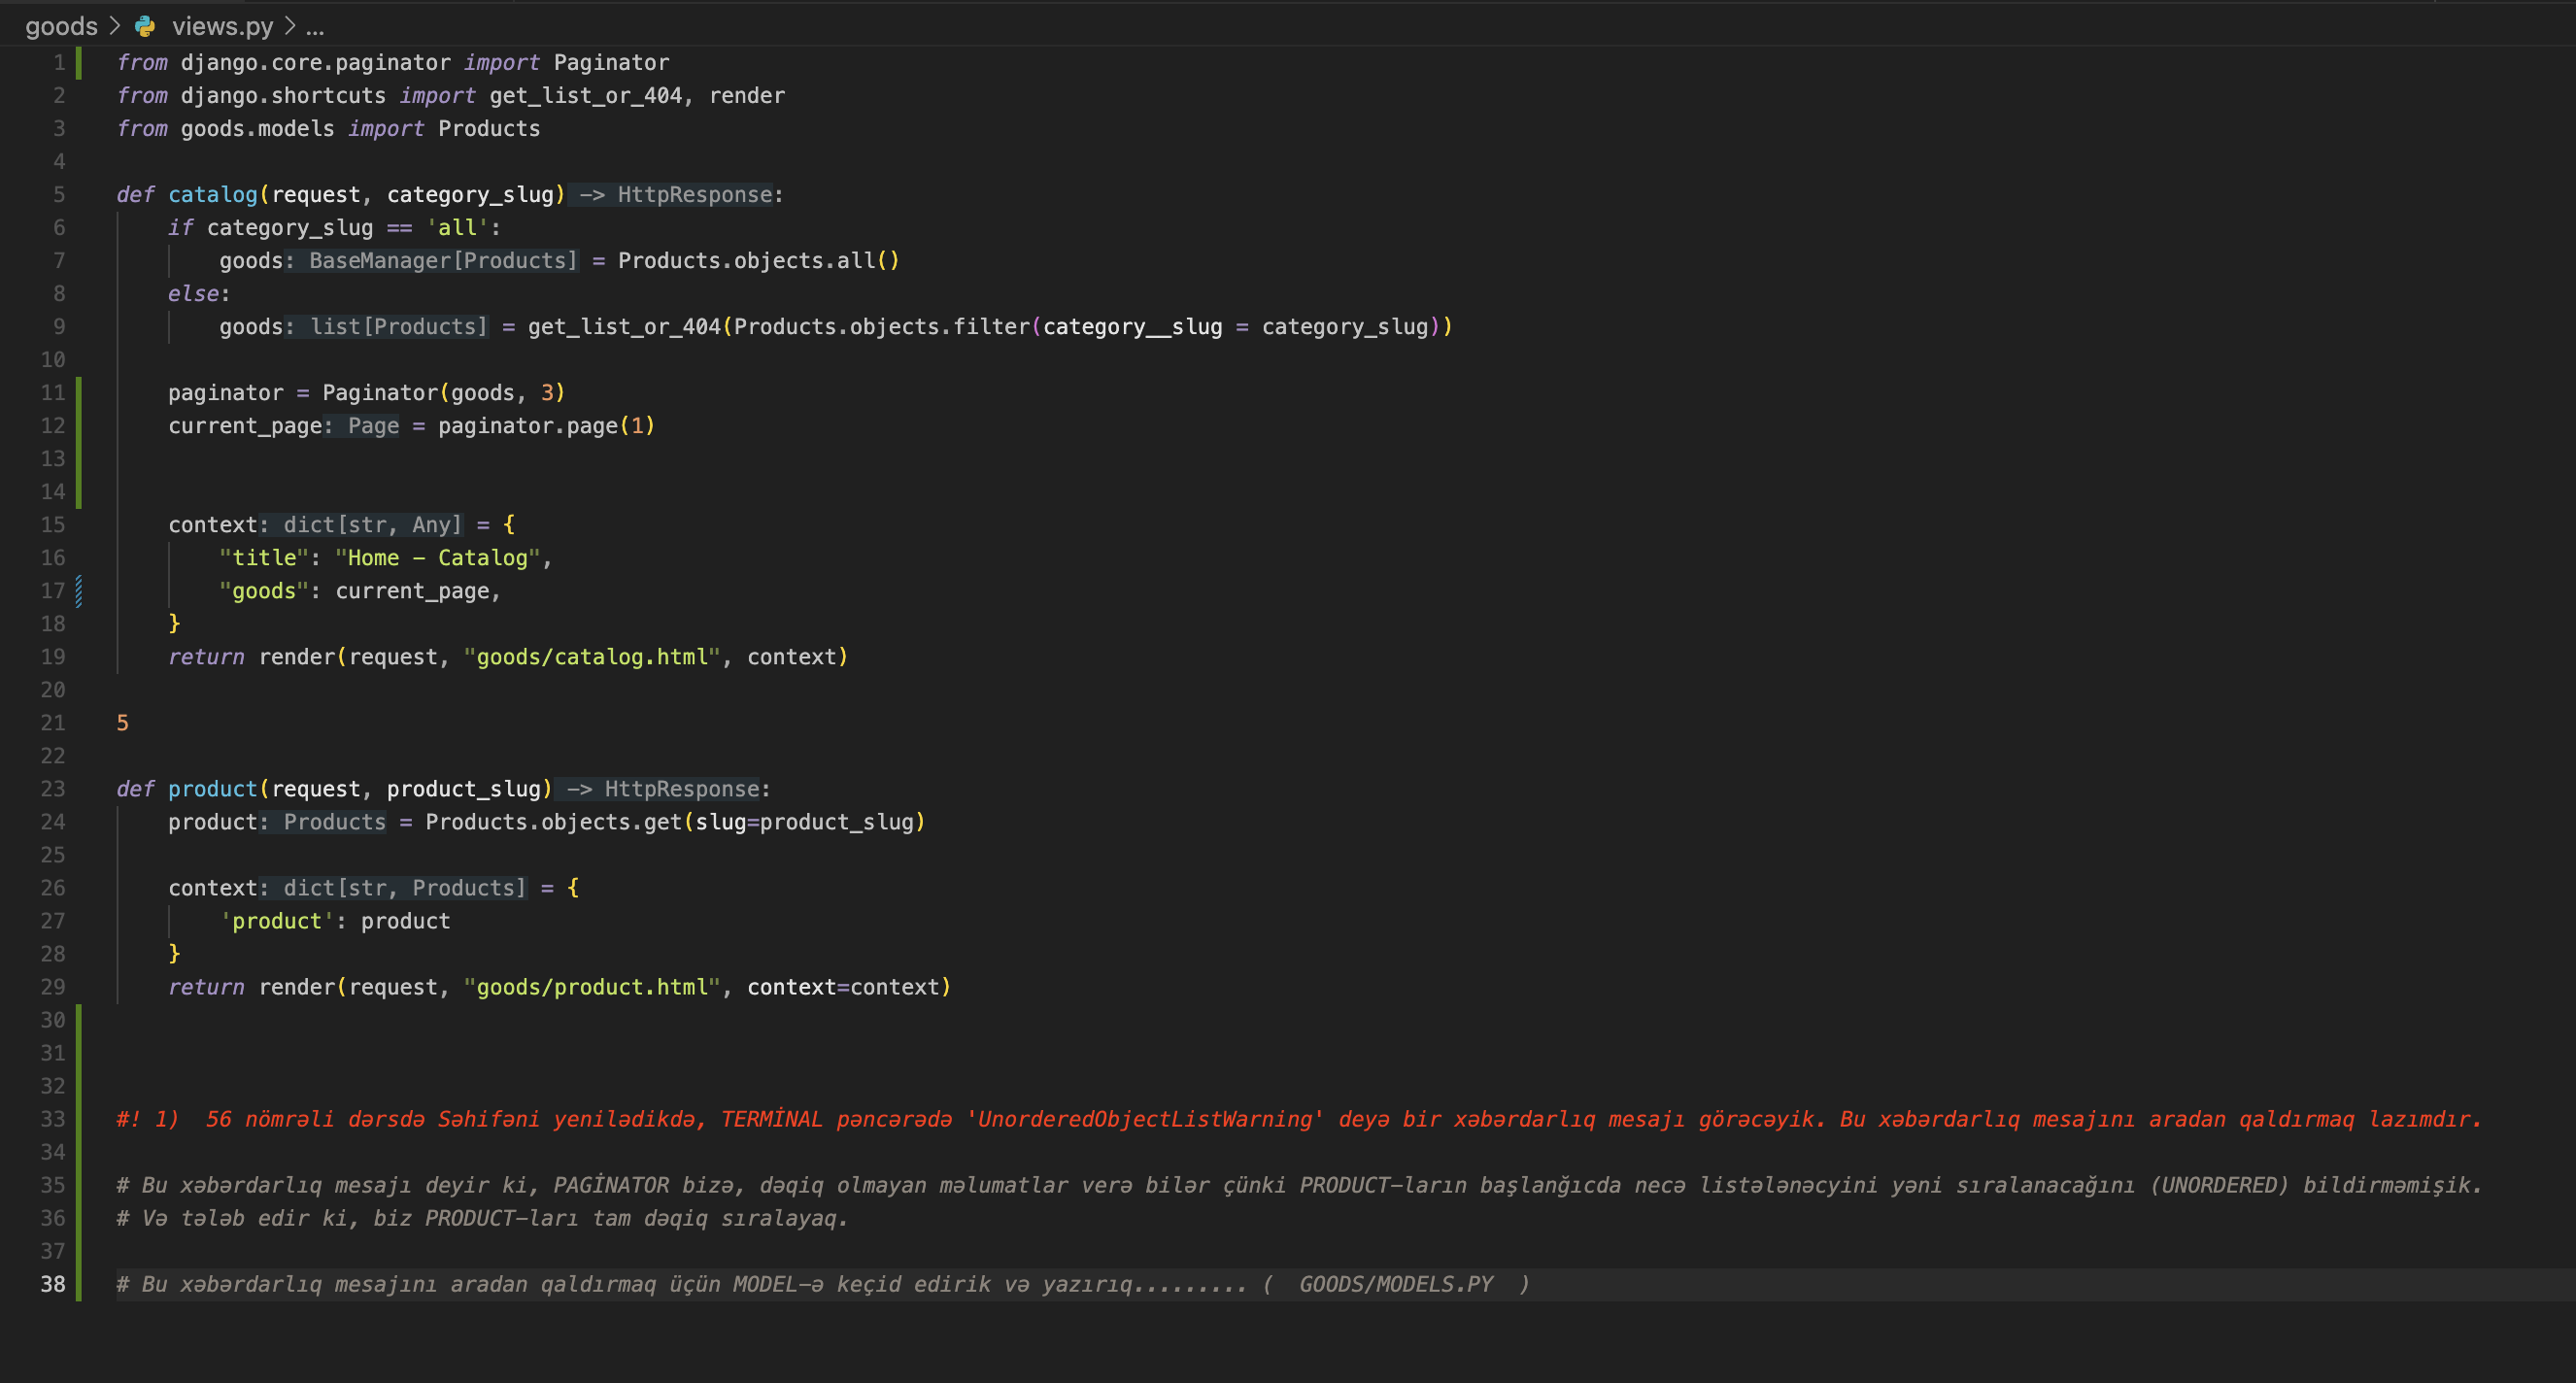 goods > views.py > ...
1 from django.core.paginator import Paginator
2 from django.shortcuts import get_list_or_404, render
3 from goods.models import Products
4
5 def catalog(request, category_slug) -> HttpResponse:
6     if category_slug == 'all':
7         goods: BaseManager[Products] = Products.objects.all()
8     else:
9         goods: list[Products] = get_list_or_404(Products.objects.filter(category__slug = category_slug))
10
11     paginator = Paginator(goods, 3)
12     current_page: Page = paginator.page(1)
13
14
15     context: dict[str, Any] = {
16         "title": "Home - Catalog",
17         "goods": current_page,
18     }
19     return render(request, "goods/catalog.html", context)
20
21 5
22
23 def product(request, product_slug) -> HttpResponse:
24     product: Products = Products.objects.get(slug=product_slug)
25
26     context: dict[str, Products] = {
27         'product': product
28     }
29     return render(request, "goods/product.html", context=context)
30
31
32
33 #! 1)  56 nömrəli dərsdə Səhifəni yenilədikdə, TERMİNAL pəncərədə 'UnorderedObjectListWarning' deyə bir xəbərdarlıq mesajı görəcəyik. Bu xəbərdarlıq mesajını aradan qaldırmaq lazımdır.
34
35 # Bu xəbərdarlıq mesajı deyir ki, PAGİNATOR bizə, dəqiq olmayan məlumatlar verə bilər çünki PRODUCT-ların başlanğıcda necə listələnəcyini yəni sıralanacağını (UNORDERED) bildirməmişik.
36 # Və tələb edir ki, biz PRODUCT-ları tam dəqiq sıralayaq.
37
38 # Bu xəbərdarlıq mesajını aradan qaldırmaq üçün MODEL-ə keçid edirik və yazırıq......... (  GOODS/MODELS.PY  )